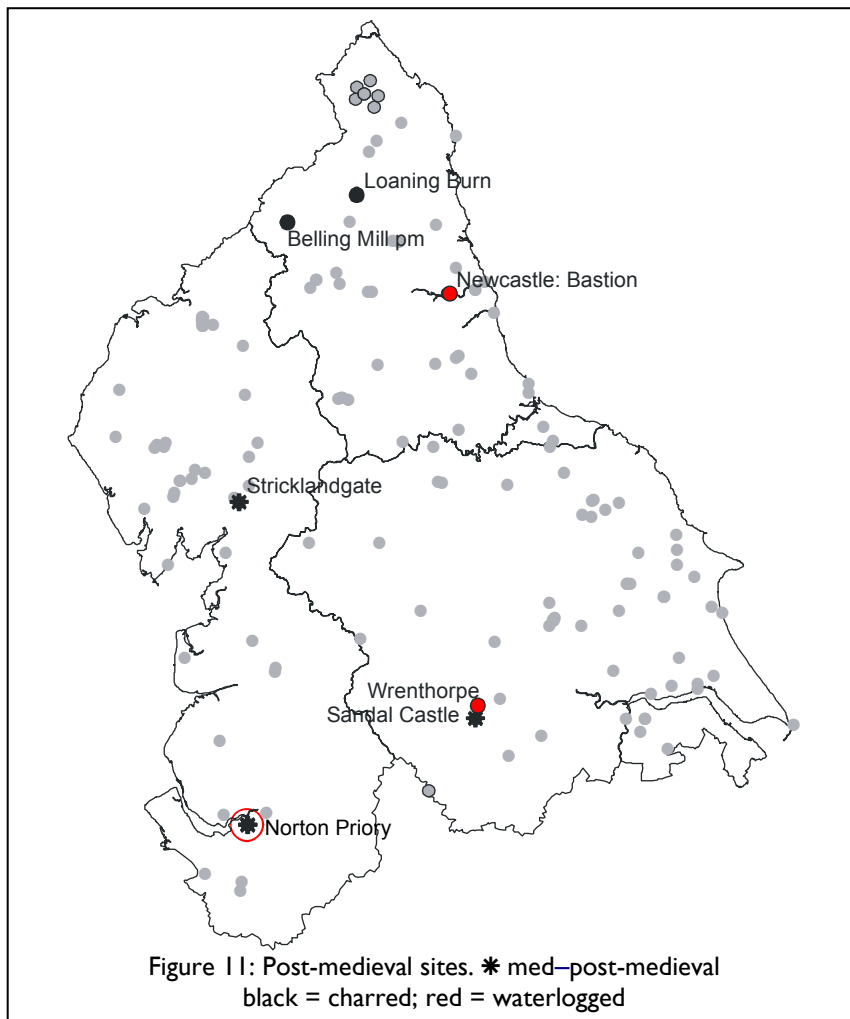 Loaning Burn
Belling Mill pm
Newcastle: Bastion
Stricklandgate
Wrenthorpe
Sandal Castle
Norton Priory
Figure 11: Post-medieval sites. ✱ med–post-medieval
black = charred; red = waterlogged